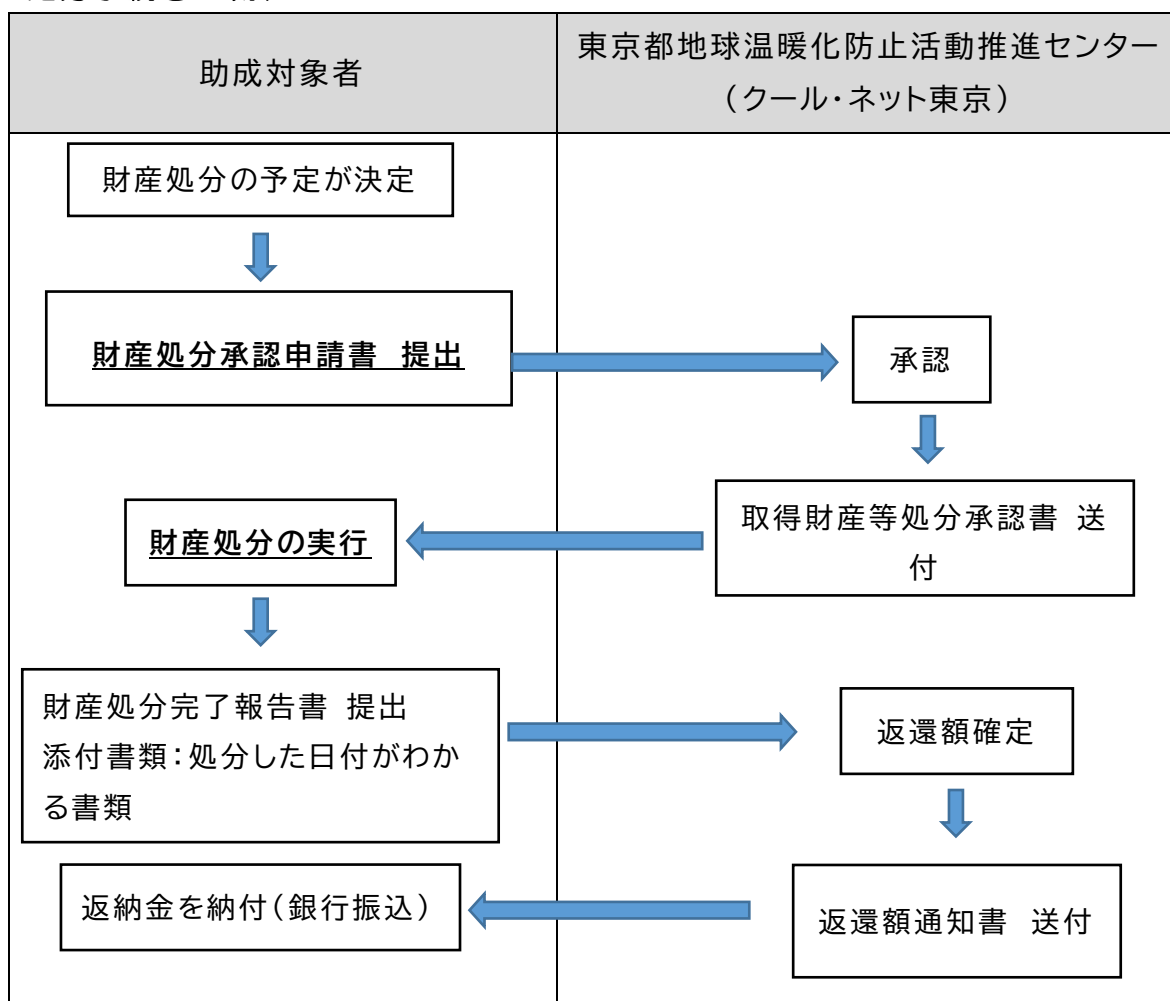 助成対象者
東京都地球温暖化防止活動推進センター
（クール・ネット東京）
財産処分の予定が決定
財産処分承認申請書 提出
承認
取得財産等処分承認書 送
付
財産処分の実行
財産処分完了報告書 提出
添付書類：処分した日付がわか
る書類
返還額確定
返還額通知書 送付
返納金を納付（銀行振込）